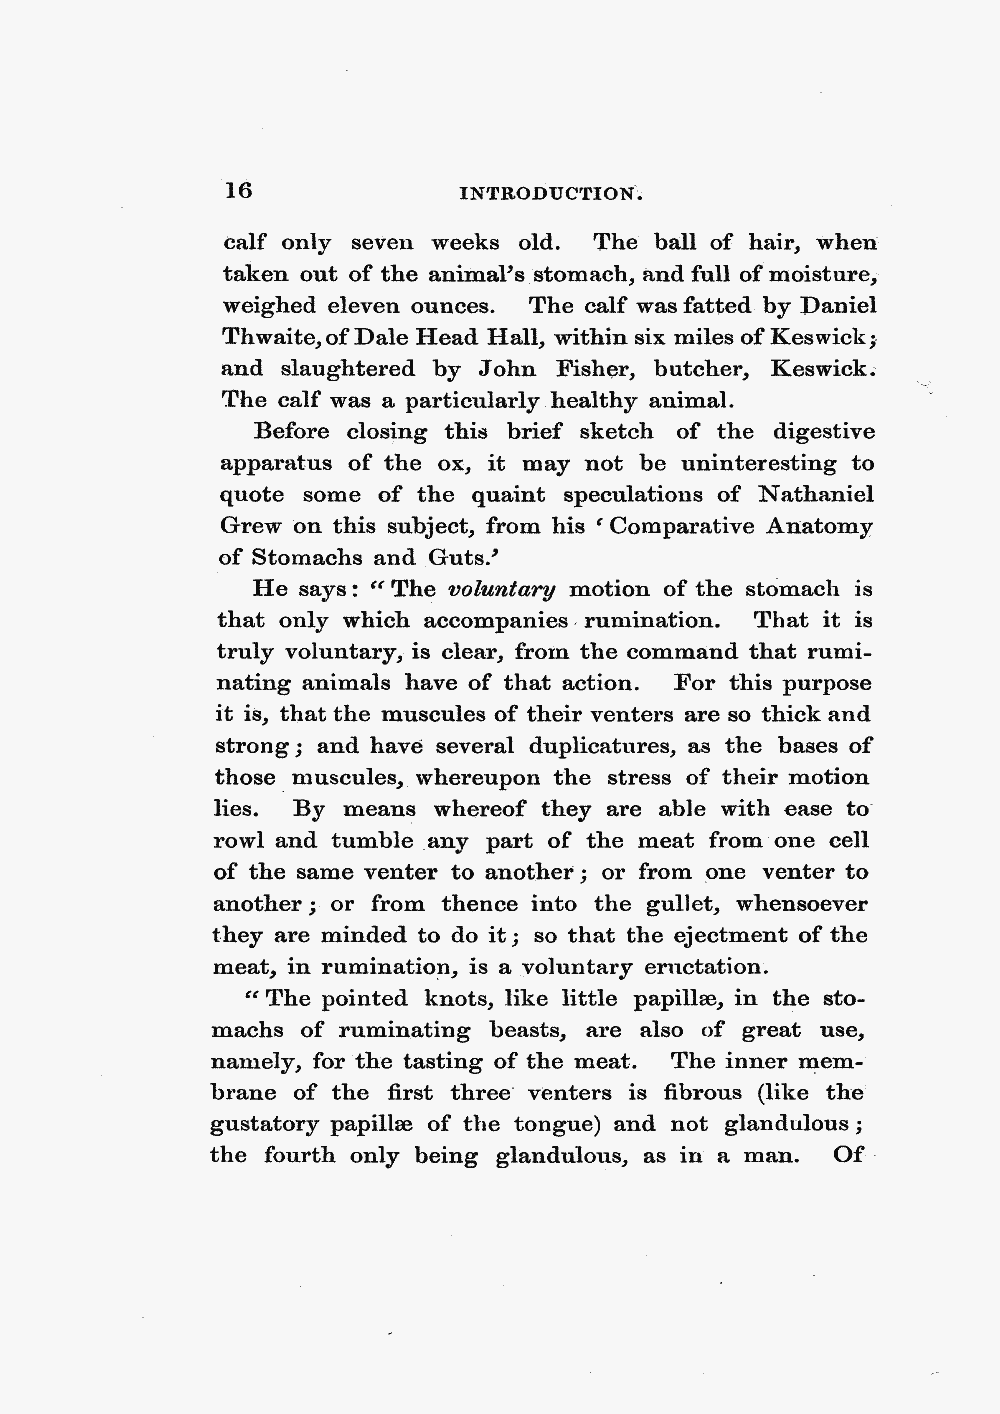 16 INTRODUCTION.
calf only seven weeks old. The ball of hair, when
taken out of the animal's stomach, and full of moisture,
weighed eleven ounces. The calf was fatted by Daniel
Thwaite, of Dale Head Hall, within six miles of Keswick;
and slaughtered by John Fisher, butcher, Keswick.
The calf was a particularly healthy animal.
Before closing this brief sketch of the digestive
apparatus of the ox, it may not be uninteresting to
quote some of the quaint speculations of Nathaniel
Grew on this subject, from his ‘Comparative Anatomy
of Stomachs and Guts.’
He says: “The voluntary motion of the stomach is
that only which accompanies rumination. That it is
truly voluntary, is clear, from the command that rumi-
nating animals have of that action. For this purpose
it is, that the muscules of their venters are so thick and
strong; and have several duplicatures, as the bases of
those muscules, whereupon the stress of their motion
lies. By means whereof they are able with ease to
rowl and tumble any part of the meat from one cell
of the same venter to another; or from one venter to
another; or from thence into the gullet, whensoever
they are minded to do it; so that the ejectment of the
meat, in rumination, is a voluntary eructation.
“The pointed knots, like little papillæ, in the sto-
machs of ruminating beasts, are also of great use,
namely, for the tasting of the meat. The inner mem-
brane of the first three venters is fibrous (like the
gustatory papillæ of the tongue) and not glandulous;
the fourth only being glandulous, as in a man. Of